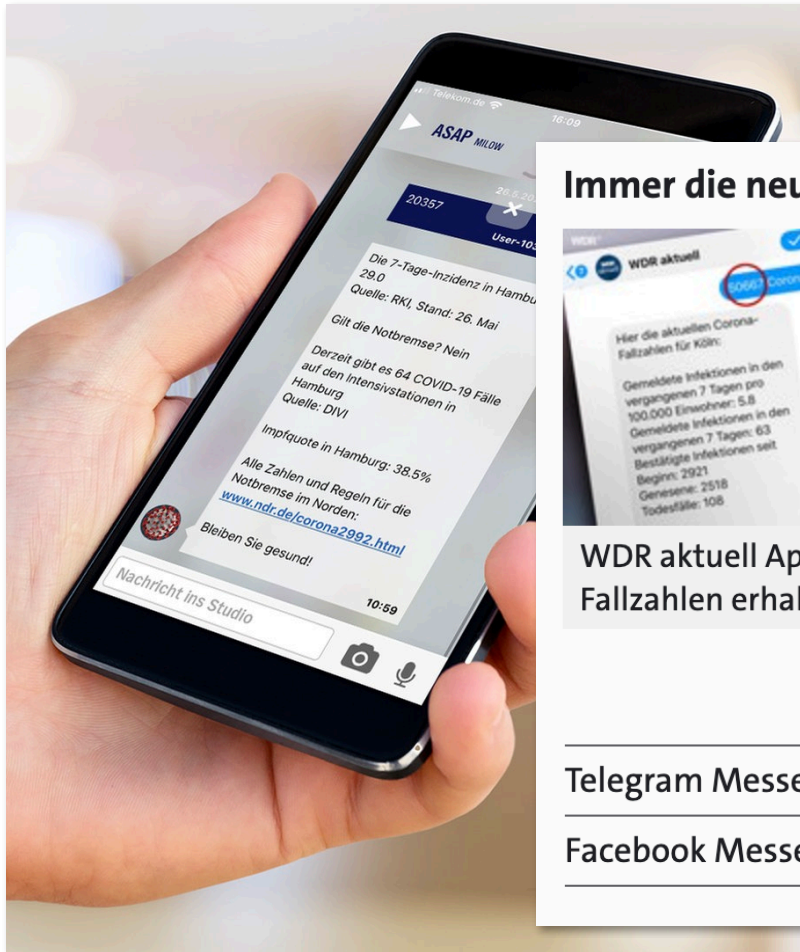 Telekom.de
16:09
ASAP MILOW
20357
User-103
Die 7-Tage-Inzidenz in Hambu
29.0
Quelle: RKI, Stand: 26. Mai
Gilt die Notbremse? Nein
Derzeit gibt es 64 COVID-19 Fälle
auf den Intensivstationen in
Hamburg
Quelle: DIVI
Impfquote in Hamburg: 38.5%
Alle Zahlen und Regeln für die
Notbremse im Norden:
www.ndr.de/corona2992.html
Bleiben Sie gesund!
10:59
Nachricht ins Studio
Immer die neu
WDR
WDR aktuell
50667 Coron
Hier die aktuellen Corona-
Fallzahlen für Köln:
Gemeldete Infektionen in den
vergangenen 7 Tagen pro
100.000 Einwohner: 5.8
Gemeldete Infektionen in den
vergangenen 7 Tagen: 63
Bestätigte Infektionen seit
Beginn: 2921
Genesene: 2518
Todesfälle: 108
WDR aktuell Ap
Fallzahlen erhal
Telegram Messe
Facebook Messe